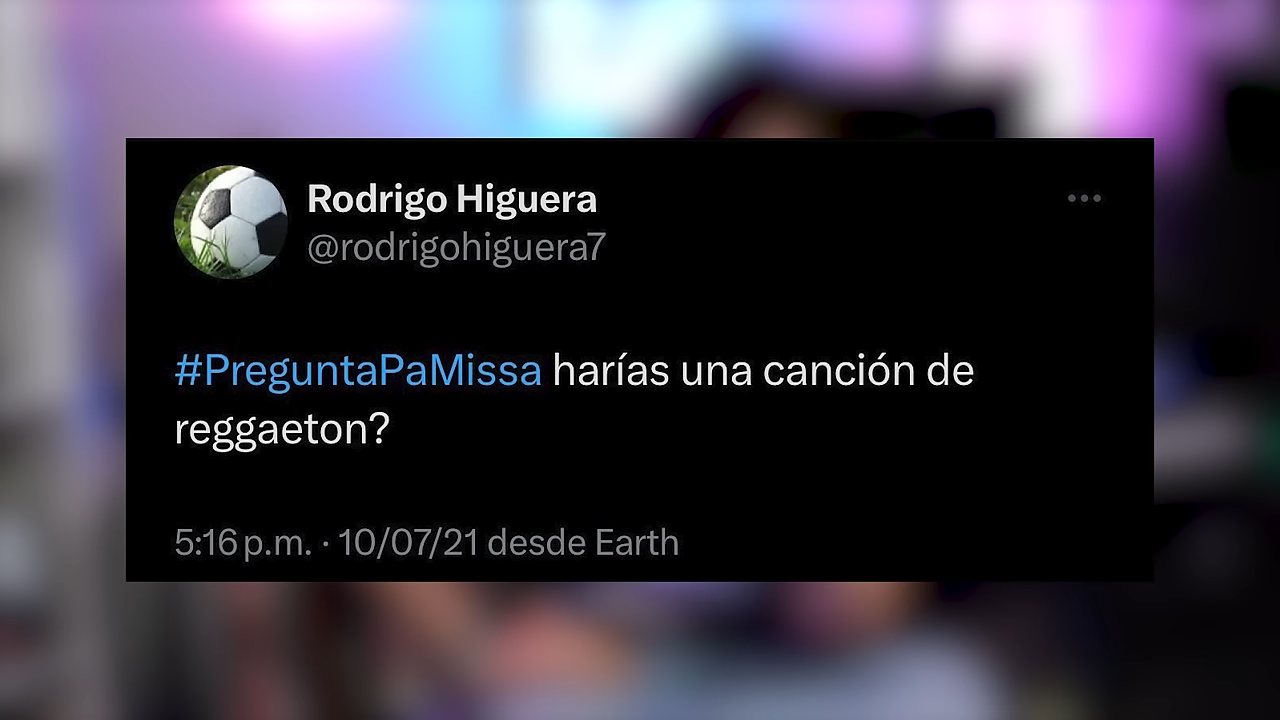 Rodrigo Higuera
@rodrigohiguera7
#PreguntaPaMissa harías una canción de
reggaeton?
5:16 p.m. · 10/07/21 desde Earth